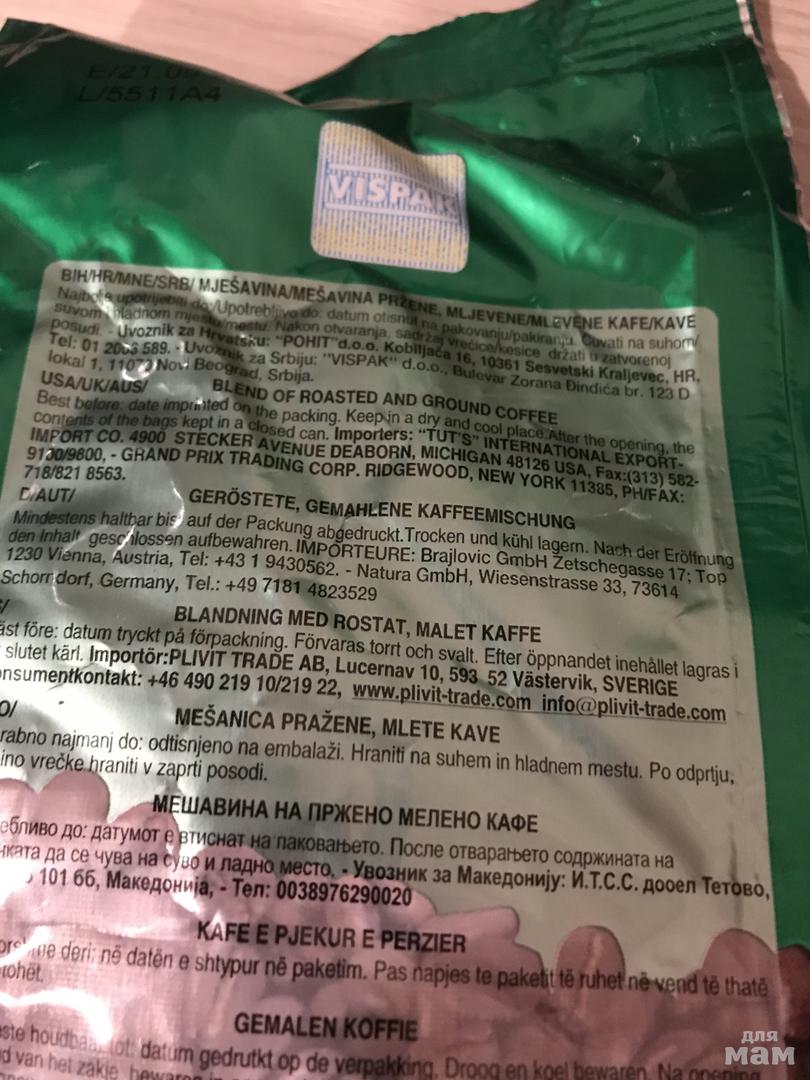 E/21.0
L/5511A4
VISPAK
BIH/HR/MNE/SRB/ MJEŠAVINA/MEŠAVINA PRŽENE, MLJEVENE/MLEVENE KAFE/KAVE
Najbolje upotrijebiti do:/Upotrebljivo do: datum otisnut na pakovanju/pakiranju. Čuvati na suhom/
suvom hladnom mjestu/mestu. Nakon otvaranja, sadržaj vrećice/kesice držati u zatvorenoj
posudi. - Uvoznik za Hrvatsku: "POHIT"d.o.o. Kobiljača 16, 10361 Sesvetski Kraljevec, HR,
Tel: 01 2063 589. - Uvoznik za Srbiju: "VISPAK" d.o.o., Bulevar Zorana Đinđića br. 123 D
lokal 1, 11070 Novi Beograd, Srbija.
USA/UK/AUS/ BLEND OF ROASTED AND GROUND COFFEE
Best before: date imprinted on the packing. Keep in a dry and cool place. After the opening, the
contents of the bags kept in a closed can. Importers: "TUT'S" INTERNATIONAL EXPORT-
IMPORT CO. 4900 STECKER AVENUE DEABORN, MICHIGAN 48126 USA, Fax:(313) 582-
9100/9800, - GRAND PRIX TRADING CORP. RIDGEWOOD, NEW YORK 11385, PH/FAX:
718/821 8563.
D/AUT/ GERÖSTETE, GEMAHLENE KAFFEEMISCHUNG
Mindestens haltbar bis: auf der Packung abgedruckt.Trocken und kühl lagern. Nach der Eröffnung
den Inhalt geschlossen aufbewahren. IMPORTEURE: Brajlovic GmbH Zetschegasse 17; Top
1230 Vienna, Austria, Tel: +43 1 9430562. - Natura GmbH, Wiesenstrasse 33, 73614
Schorndorf, Germany, Tel.: +49 7181 4823529
S/ BLANDNING MED ROSTAT, MALET KAFFE
äst före: datum tryckt på förpackning. Förvaras torrt och svalt. Efter öppnandet inehållet lagras i
slutet kärl. Importör:PLIVIT TRADE AB, Lucernav 10, 593 52 Västervik, SVERIGE
onsumentkontakt: +46 490 219 10/219 22, www.plivit-trade.com info@plivit-trade.com
O/ MEŠANICA PRAŽENE, MLETE KAVE
rabno najmanj do: odtisnjeno na embalaži. Hraniti na suhem in hladnem mestu. Po odprtju,
ino vrečke hraniti v zaprti posodi.
МЕШАВИНА НА ПРЖЕНО МЕЛЕНО КАФЕ
ебливо до: датумот е втиснат на паковањето. После отварањето содржината на
ката да се чува на суво и ладно место. - Увозник за Македонију: И.Т.С.С. дооел Тетово,
101 бб, Македонија, - Тел: 0038976290020
KAFE E PJEKUR E PERZIER
me deri: në datën e shtypur në paketim. Pas hapjes te paketit të ruhet në vend të thatë
rohët.
GEMALEN KOFFIE
ste houdbaar tot: datum gedrukt op de verpakking. Droog en koel bewaren. Na opening
d van het zakje
для
мам